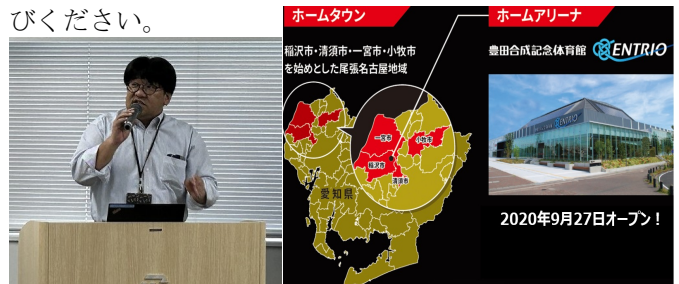 びください。
ホームタウン
稲沢市・清須市・一宮市・小牧市
を始めとした尾張名古屋地域
一宮市
小牧市
稲沢市
清須市
愛知県
ホームアリーナ
豊田合成記念体育館 ENTRIO
ENTRIO
2020年9月27日オープン！